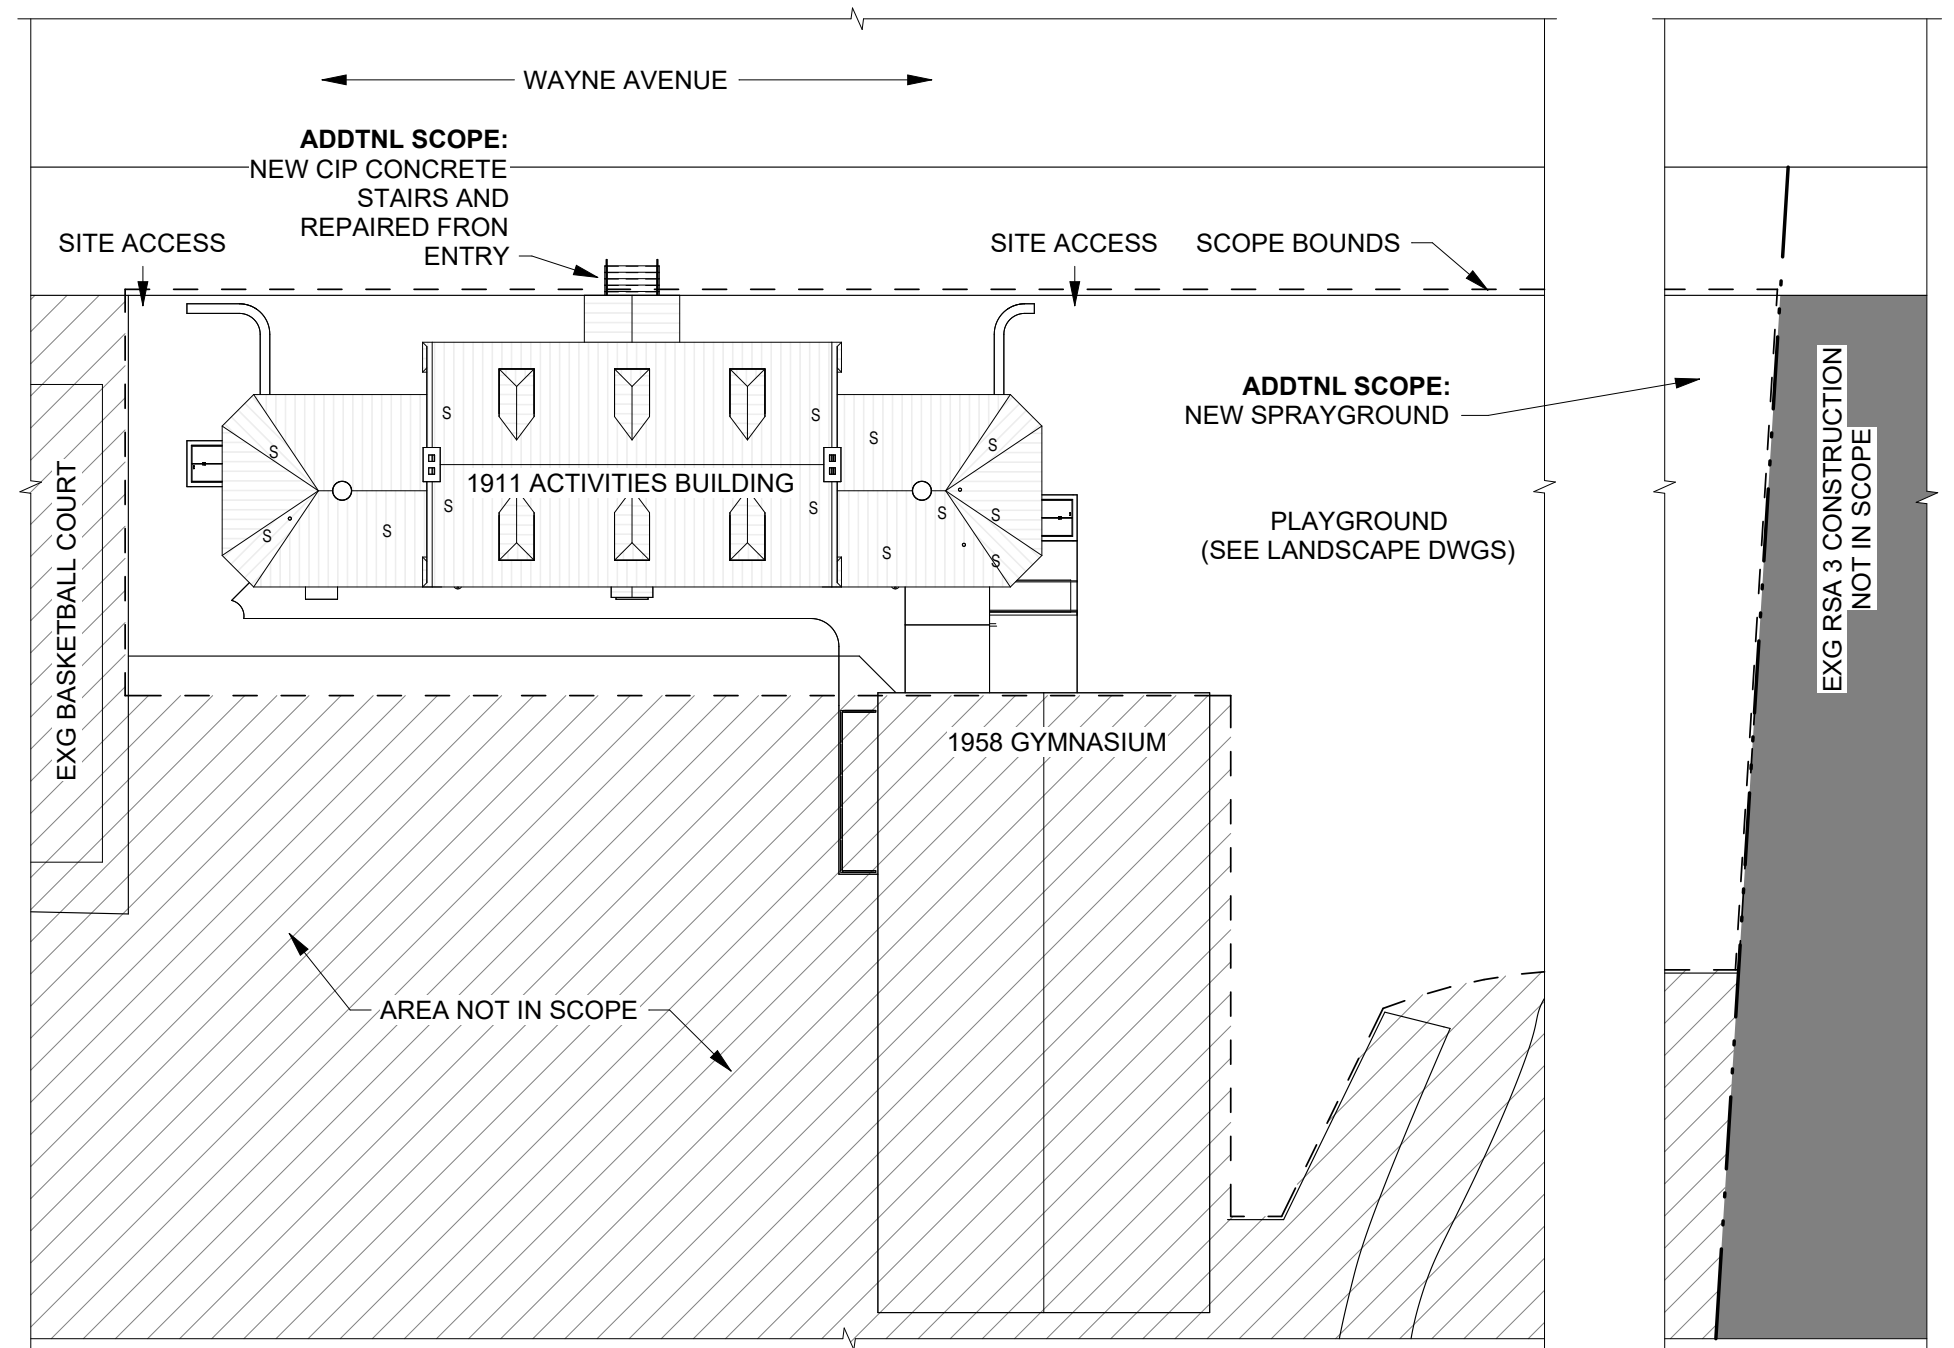 WAYNE AVENUE
ADDTNL SCOPE:
NEW CIP CONCRETE
STAIRS AND
REPAIRED FRON
ENTRY
SITE ACCESS
SITE ACCESS
SCOPE BOUNDS
ADDTNL SCOPE:
NEW SPRAYGROUND
EXG RSA 3 CONSTRUCTION
NOT IN SCOPE
S
S
S
S
S
1911 ACTIVITIES BUILDING
S
S
S
S
S
S
S
S
EXG BASKETBALL COURT
PLAYGROUND
(SEE LANDSCAPE DWGS)
1958 GYMNASIUM
AREA NOT IN SCOPE